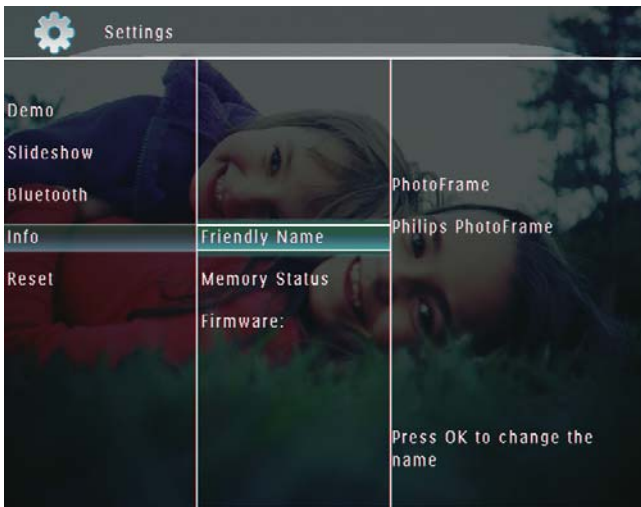 Settings
Demo
Slideshow
Bluetooth
Info
Reset
Friendly Name
Memory Status
Firmware:
PhotoFrame
Philips PhotoFrame
Press OK to change the
name